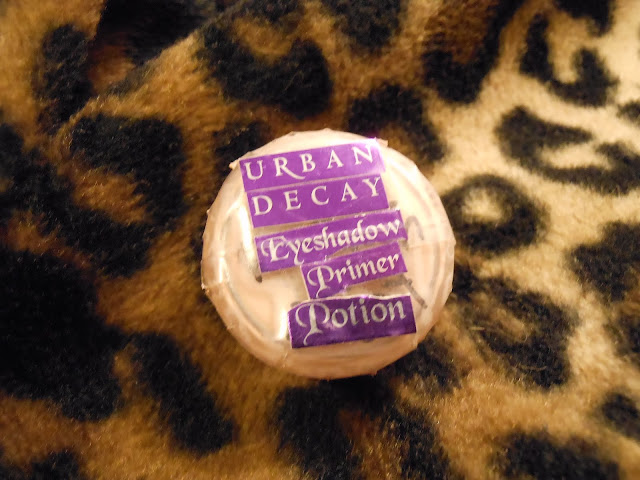 URBAN
DECAY
Eyeshadow
Primer
Potion